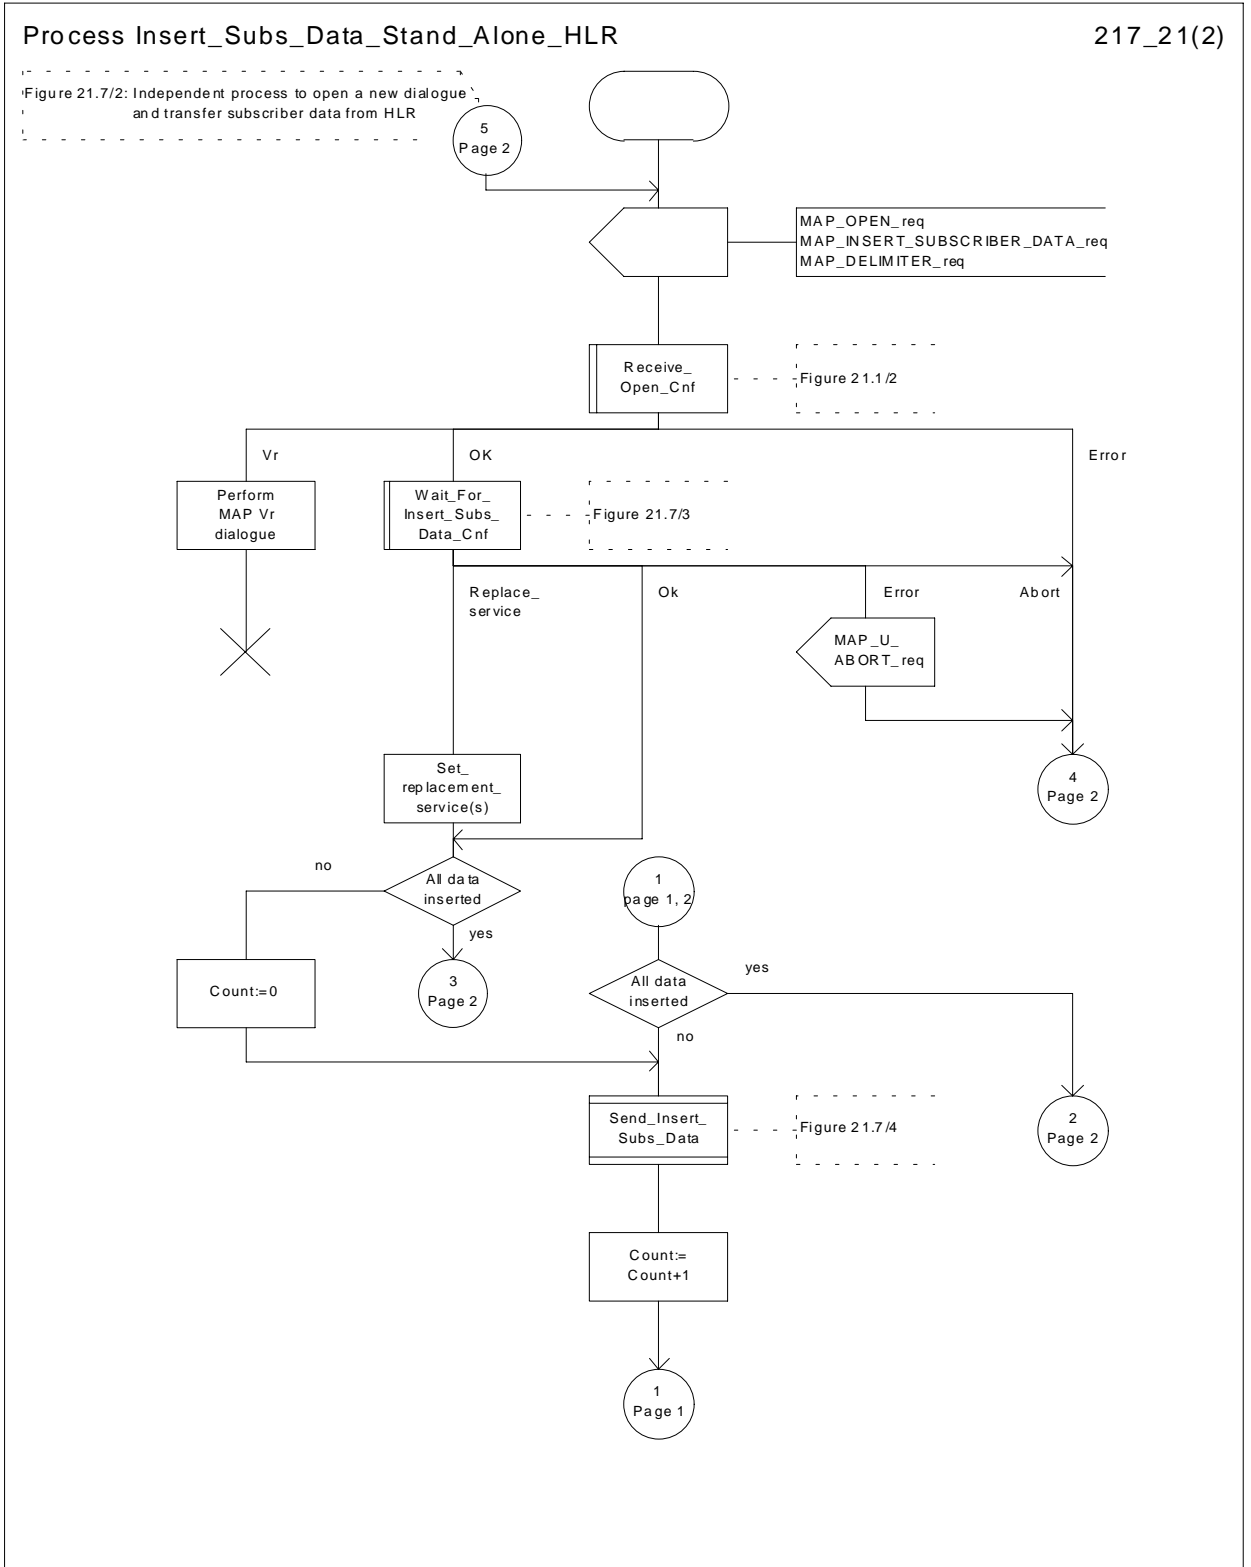 Process Insert_Subs_Data_Stand_Alone_HLR
217_21(2)
Figure 21.7/2: Independent process to open a new dialogue
and transfer subscriber data from HLR
5
Page 2
MAP_OPEN_req
MAP_INSERT_SUBSCRIBER_DATA_req
MAP_DELIMITER_req
Receive_
Open_Cnf
Figure 21.1/2
Vr
OK
Error
Perform
MAP Vr
dialogue
Wait_For_
Insert_Subs_
Data_Cnf
Figure 21.7/3
Replace_
service
Ok
Error
Abort
MAP_U_
ABORT_req
Set_
replacement_
service(s)
4
Page 2
no
All data
inserted
yes
1
page 1, 2
3
Page 2
Count:=0
All data
inserted
yes
no
Send_Insert_
Subs_Data
Figure 21.7/4
2
Page 2
Count:=
Count+1
1
Page 1